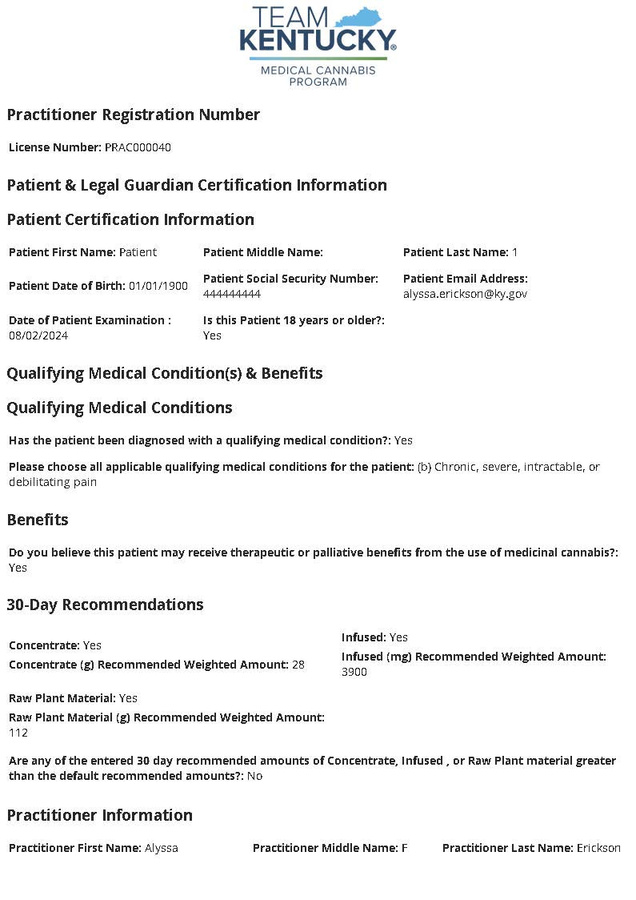 TEAM
KENTUCKY®
MEDICAL CANNABIS
PROGRAM
Practitioner Registration Number
License Number: PRAC000040
Patient & Legal Guardian Certification Information
Patient Certification Information
Patient First Name: Patient
Patient Middle Name:
Patient Last Name: 1
Patient Date of Birth: 01/01/1900
Patient Social Security Number:
444444444
Patient Email Address:
alyssa.erickson@ky.gov
Date of Patient Examination :
08/02/2024
Is this Patient 18 years or older?:
Yes
Qualifying Medical Condition(s) & Benefits
Qualifying Medical Conditions
Has the patient been diagnosed with a qualifying medical condition?: Yes
Please choose all applicable qualifying medical conditions for the patient: (b) Chronic, severe, intractable, or
debilitating pain
Benefits
Do you believe this patient may receive therapeutic or palliative benefits from the use of medicinal cannabis?:
Yes
30-Day Recommendations
Concentrate: Yes
Concentrate (g) Recommended Weighted Amount: 28
Infused: Yes
Infused (mg) Recommended Weighted Amount:
3900
Raw Plant Material: Yes
Raw Plant Material (g) Recommended Weighted Amount:
112
Are any of the entered 30 day recommended amounts of Concentrate, Infused , or Raw Plant material greater
than the default recommended amounts?: No
Practitioner Information
Practitioner First Name: Alyssa
Practitioner Middle Name: F
Practitioner Last Name: Erickson